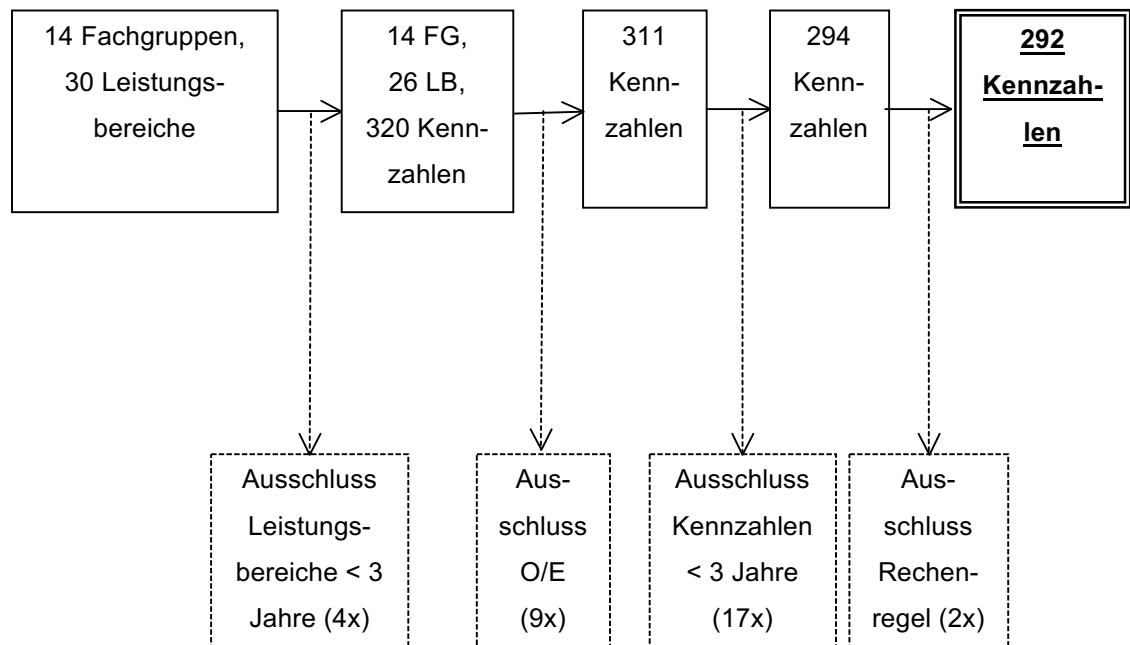 14 Fachgruppen,
30 Leistungs-
bereiche
14 FG,
26 LB,
320 Kenn-
zahlen
311
Kenn-
zahlen
294
Kenn-
zahlen
292
Kennzah-
len
Ausschluss
Leistungs-
bereiche < 3
Jahre (4x)
Aus-
schluss
O/E
(9x)
Ausschluss
Kennzahlen
< 3 Jahre
(17x)
Aus-
schluss
Rechen-
regel (2x)